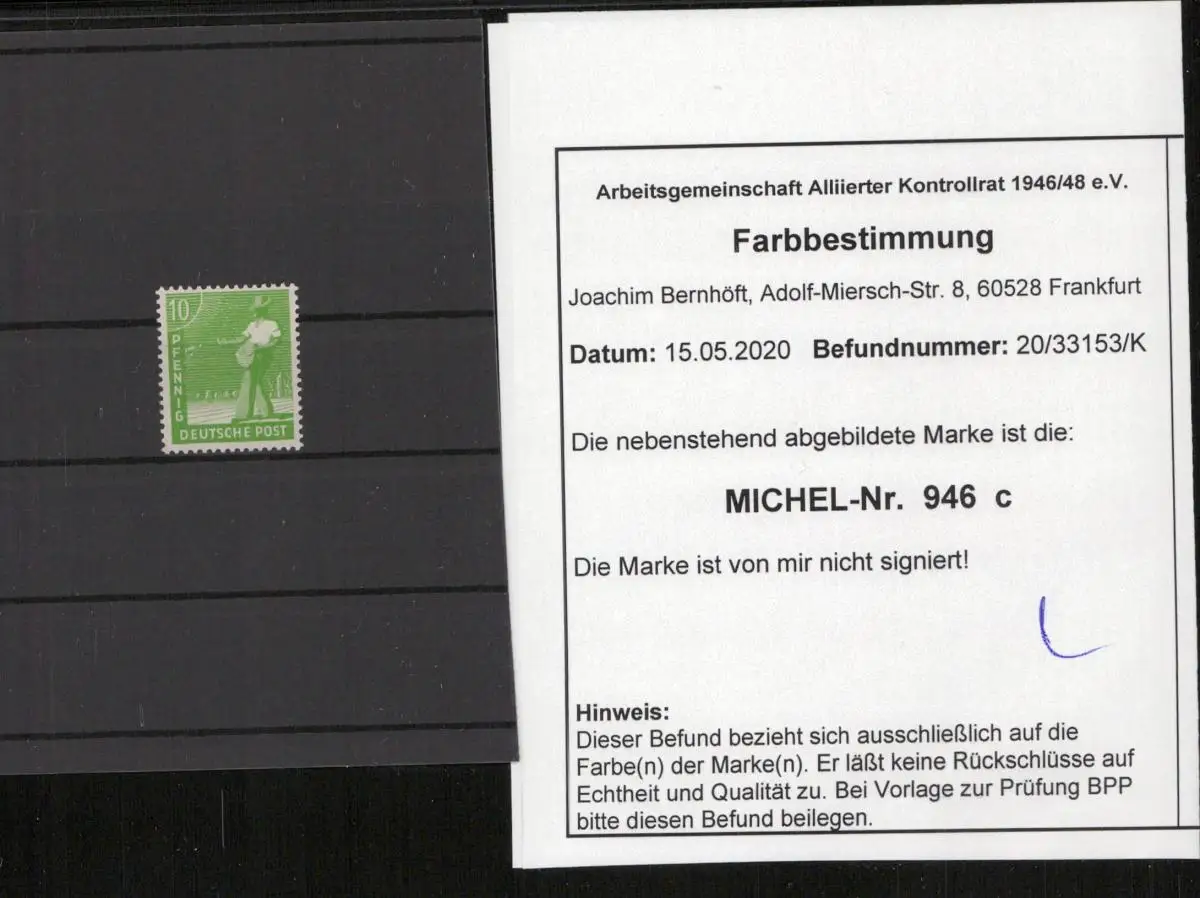 10
PFENNIG
DEUTSCHE POST
Arbeitsgemeinschaft Alliierter Kontrollrat 1946/48 e.V.
Farbbestimmung
Joachim Bernhöft, Adolf-Miersch-Str. 8, 60528 Frankfurt
Datum: 15.05.2020 Befundnummer: 20/33153/K
Die nebenstehend abgebildete Marke ist die:
MICHEL-Nr. 946 c
Die Marke ist von mir nicht signiert!
Hinweis:
Dieser Befund bezieht sich ausschließlich auf die
Farbe(n) der Marke(n). Er läßt keine Rückschlüsse auf
Echtheit und Qualität zu. Bei Vorlage zur Prüfung BPP
bitte diesen Befund beilegen.